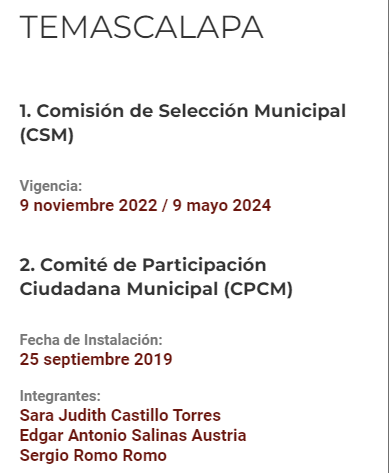 TEMASCALAPA
1. Comisión de Selección Municipal
(CSM)
Vigencia:
9 noviembre 2022 / 9 mayo 2024
2. Comité de Participación
Ciudadana Municipal (CPCM)
Fecha de Instalación:
25 septiembre 2019
Integrantes:
Sara Judith Castillo Torres
Edgar Antonio Salinas Austria
Sergio Romo Romo